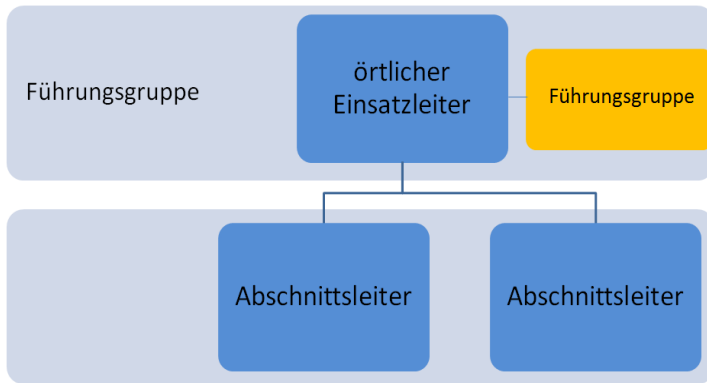 Führungsgruppe
örtlicher
Einsatzleiter
Führungsgruppe
Abschnittsleiter
Abschnittsleiter